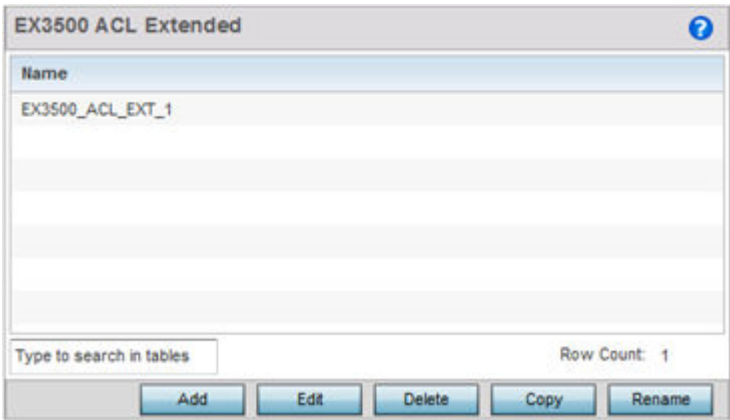 EX3500 ACL Extended
?
Name
EX3500_ACL_EXT_1
Type to search in tables
Row Count: 1
Add Edit Delete Copy Rename